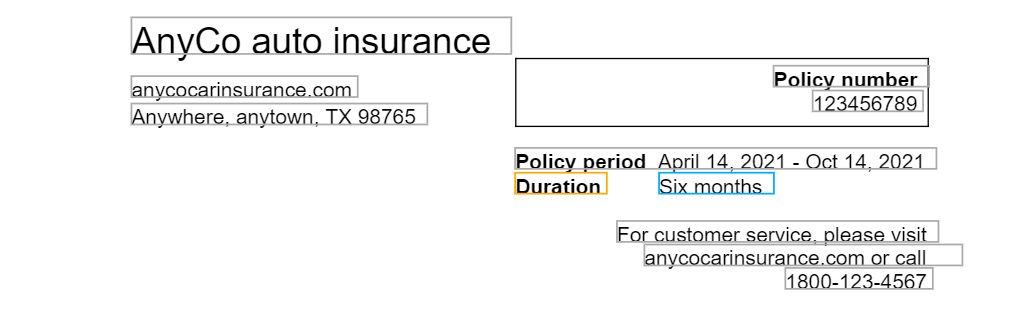 AnyCo auto insurance
anycocarinsurance.com
Anywhere, anytown, TX 98765
Policy number
123456789
Policy period April 14, 2021 - Oct 14, 2021
Duration Six months
For customer service, please visit
anycocarinsurance.com or call
1800-123-4567